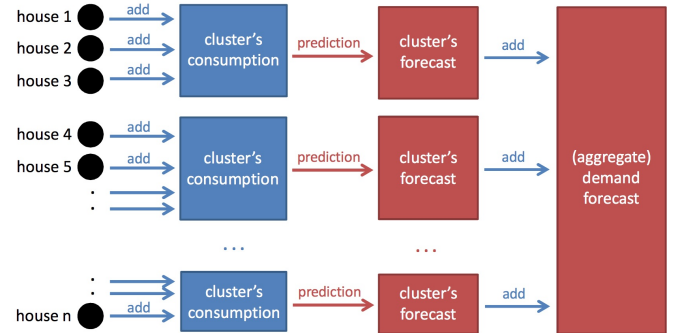 house 1
add
house 2
add
house 3
add
cluster's
consumption
prediction
cluster's
forecast
add
house 4
add
house 5
add
.
.
cluster's
consumption
prediction
cluster's
forecast
add
(aggregate)
demand
forecast
...
...
.
.
house n
add
cluster's
consumption
prediction
cluster's
forecast
add